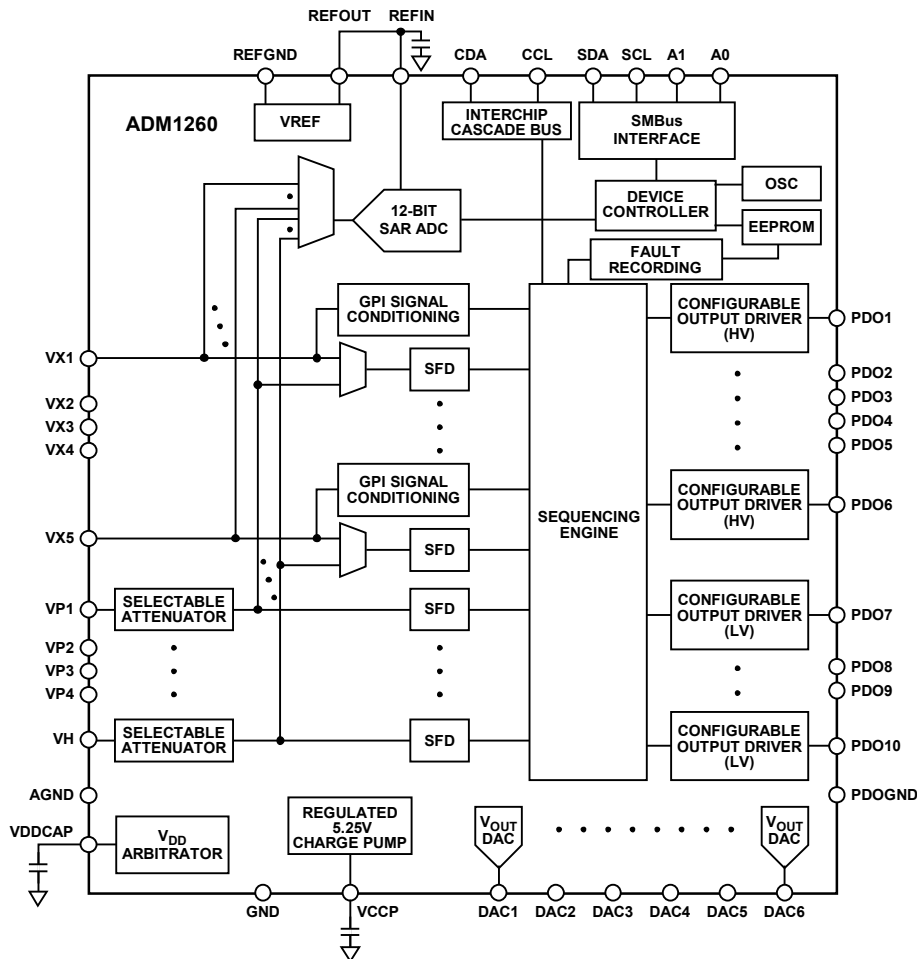 REFOUT REFIN
REFGND
CDA CCL SDA SCL A1 A0
ADM1260
VREF
INTERCHIP
CASCADE BUS
SMBus
INTERFACE
12-BIT
SAR ADC
DEVICE
CONTROLLER
OSC
EEPROM
FAULT
RECORDING
GPI SIGNAL
CONDITIONING
CONFIGURABLE
OUTPUT DRIVER
(HV)
PDO1
VX1
SFD
PDO2
VX2
PDO3
VX3
PDO4
VX4
PDO5
GPI SIGNAL
CONDITIONING
CONFIGURABLE
OUTPUT DRIVER
(HV)
PDO6
SEQUENCING
ENGINE
VX5
SFD
VP1
SELECTABLE
ATTENUATOR
SFD
CONFIGURABLE
OUTPUT DRIVER
(LV)
PDO7
VP2
VP3
PDO8
VP4
PDO9
VH
SELECTABLE
ATTENUATOR
SFD
CONFIGURABLE
OUTPUT DRIVER
(LV)
PDO10
AGND
PDOGND
VDDCAP
VDD
ARBITRATOR
REGULATED
5.25V
CHARGE PUMP
VOUT
DAC
VOUT
DAC
GND VCCP DAC1 DAC2 DAC3 DAC4 DAC5 DAC6